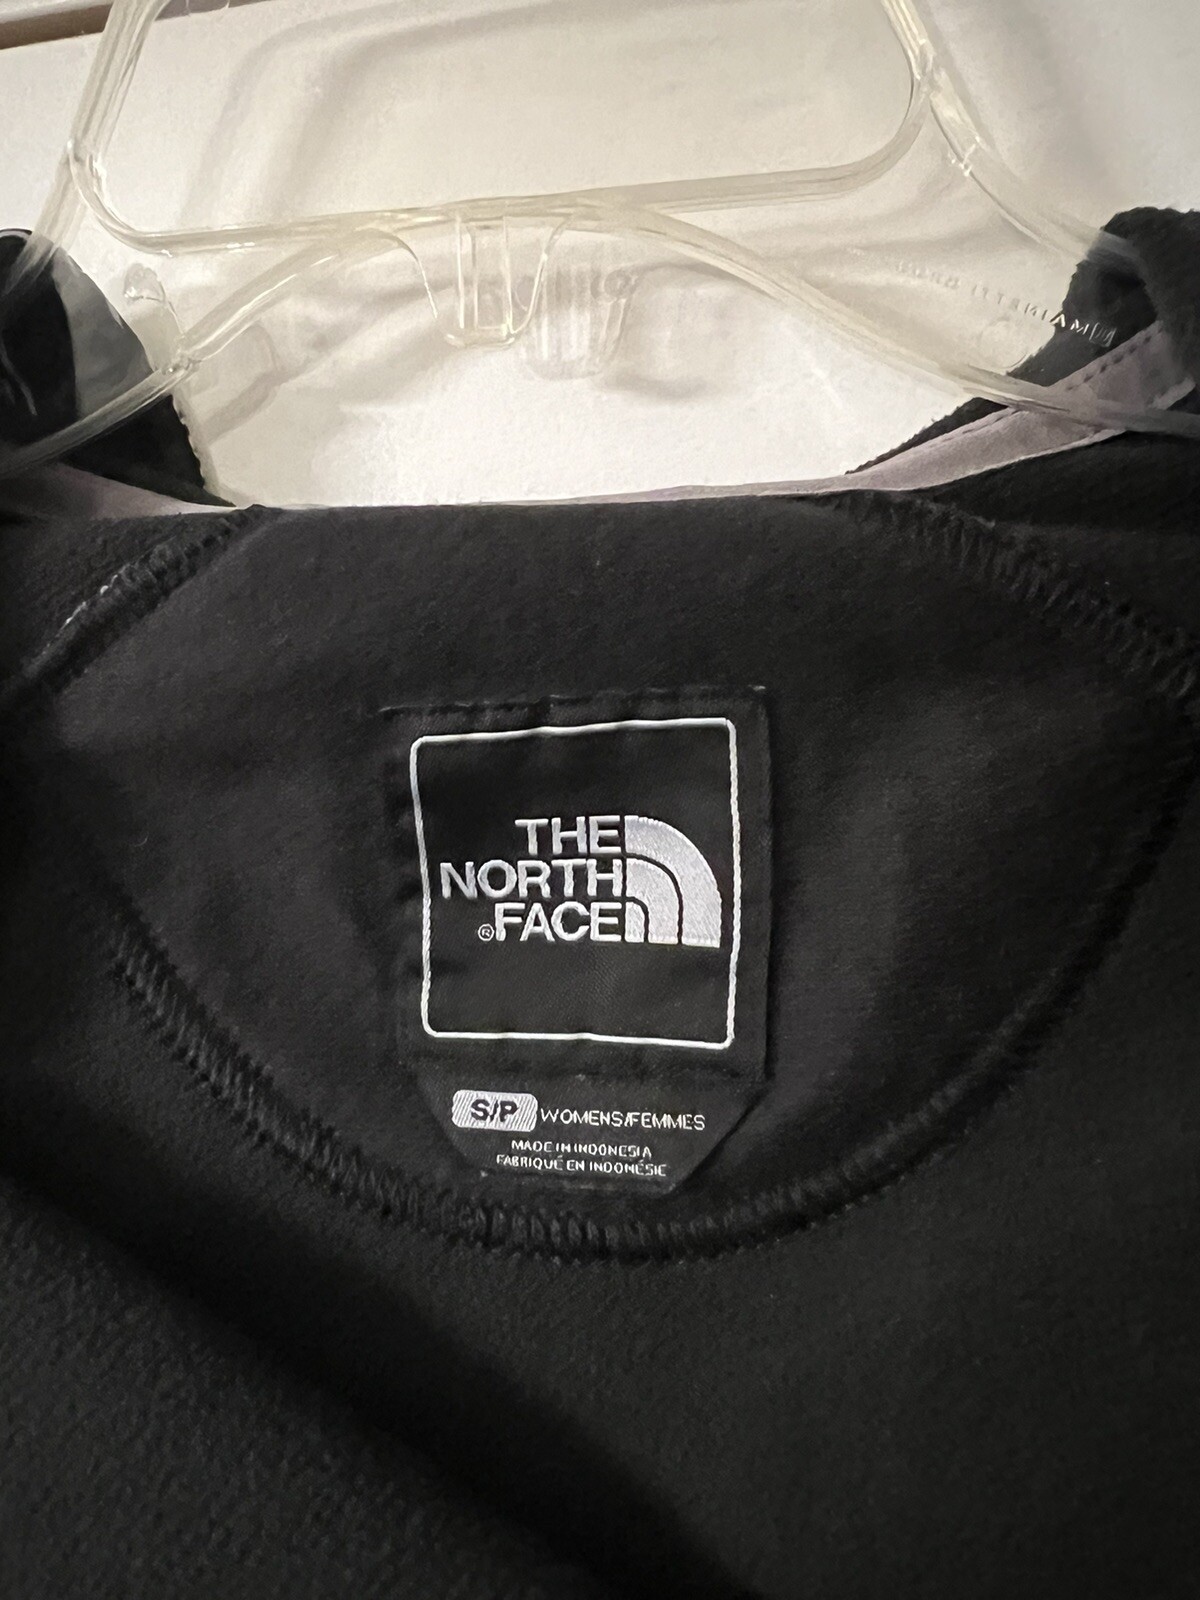 THE
NORTH
®FACE
S/P WOMENS/FEMMES
MADE IN INDONESIA
FABRIQUÉ EN INDONÉSIE